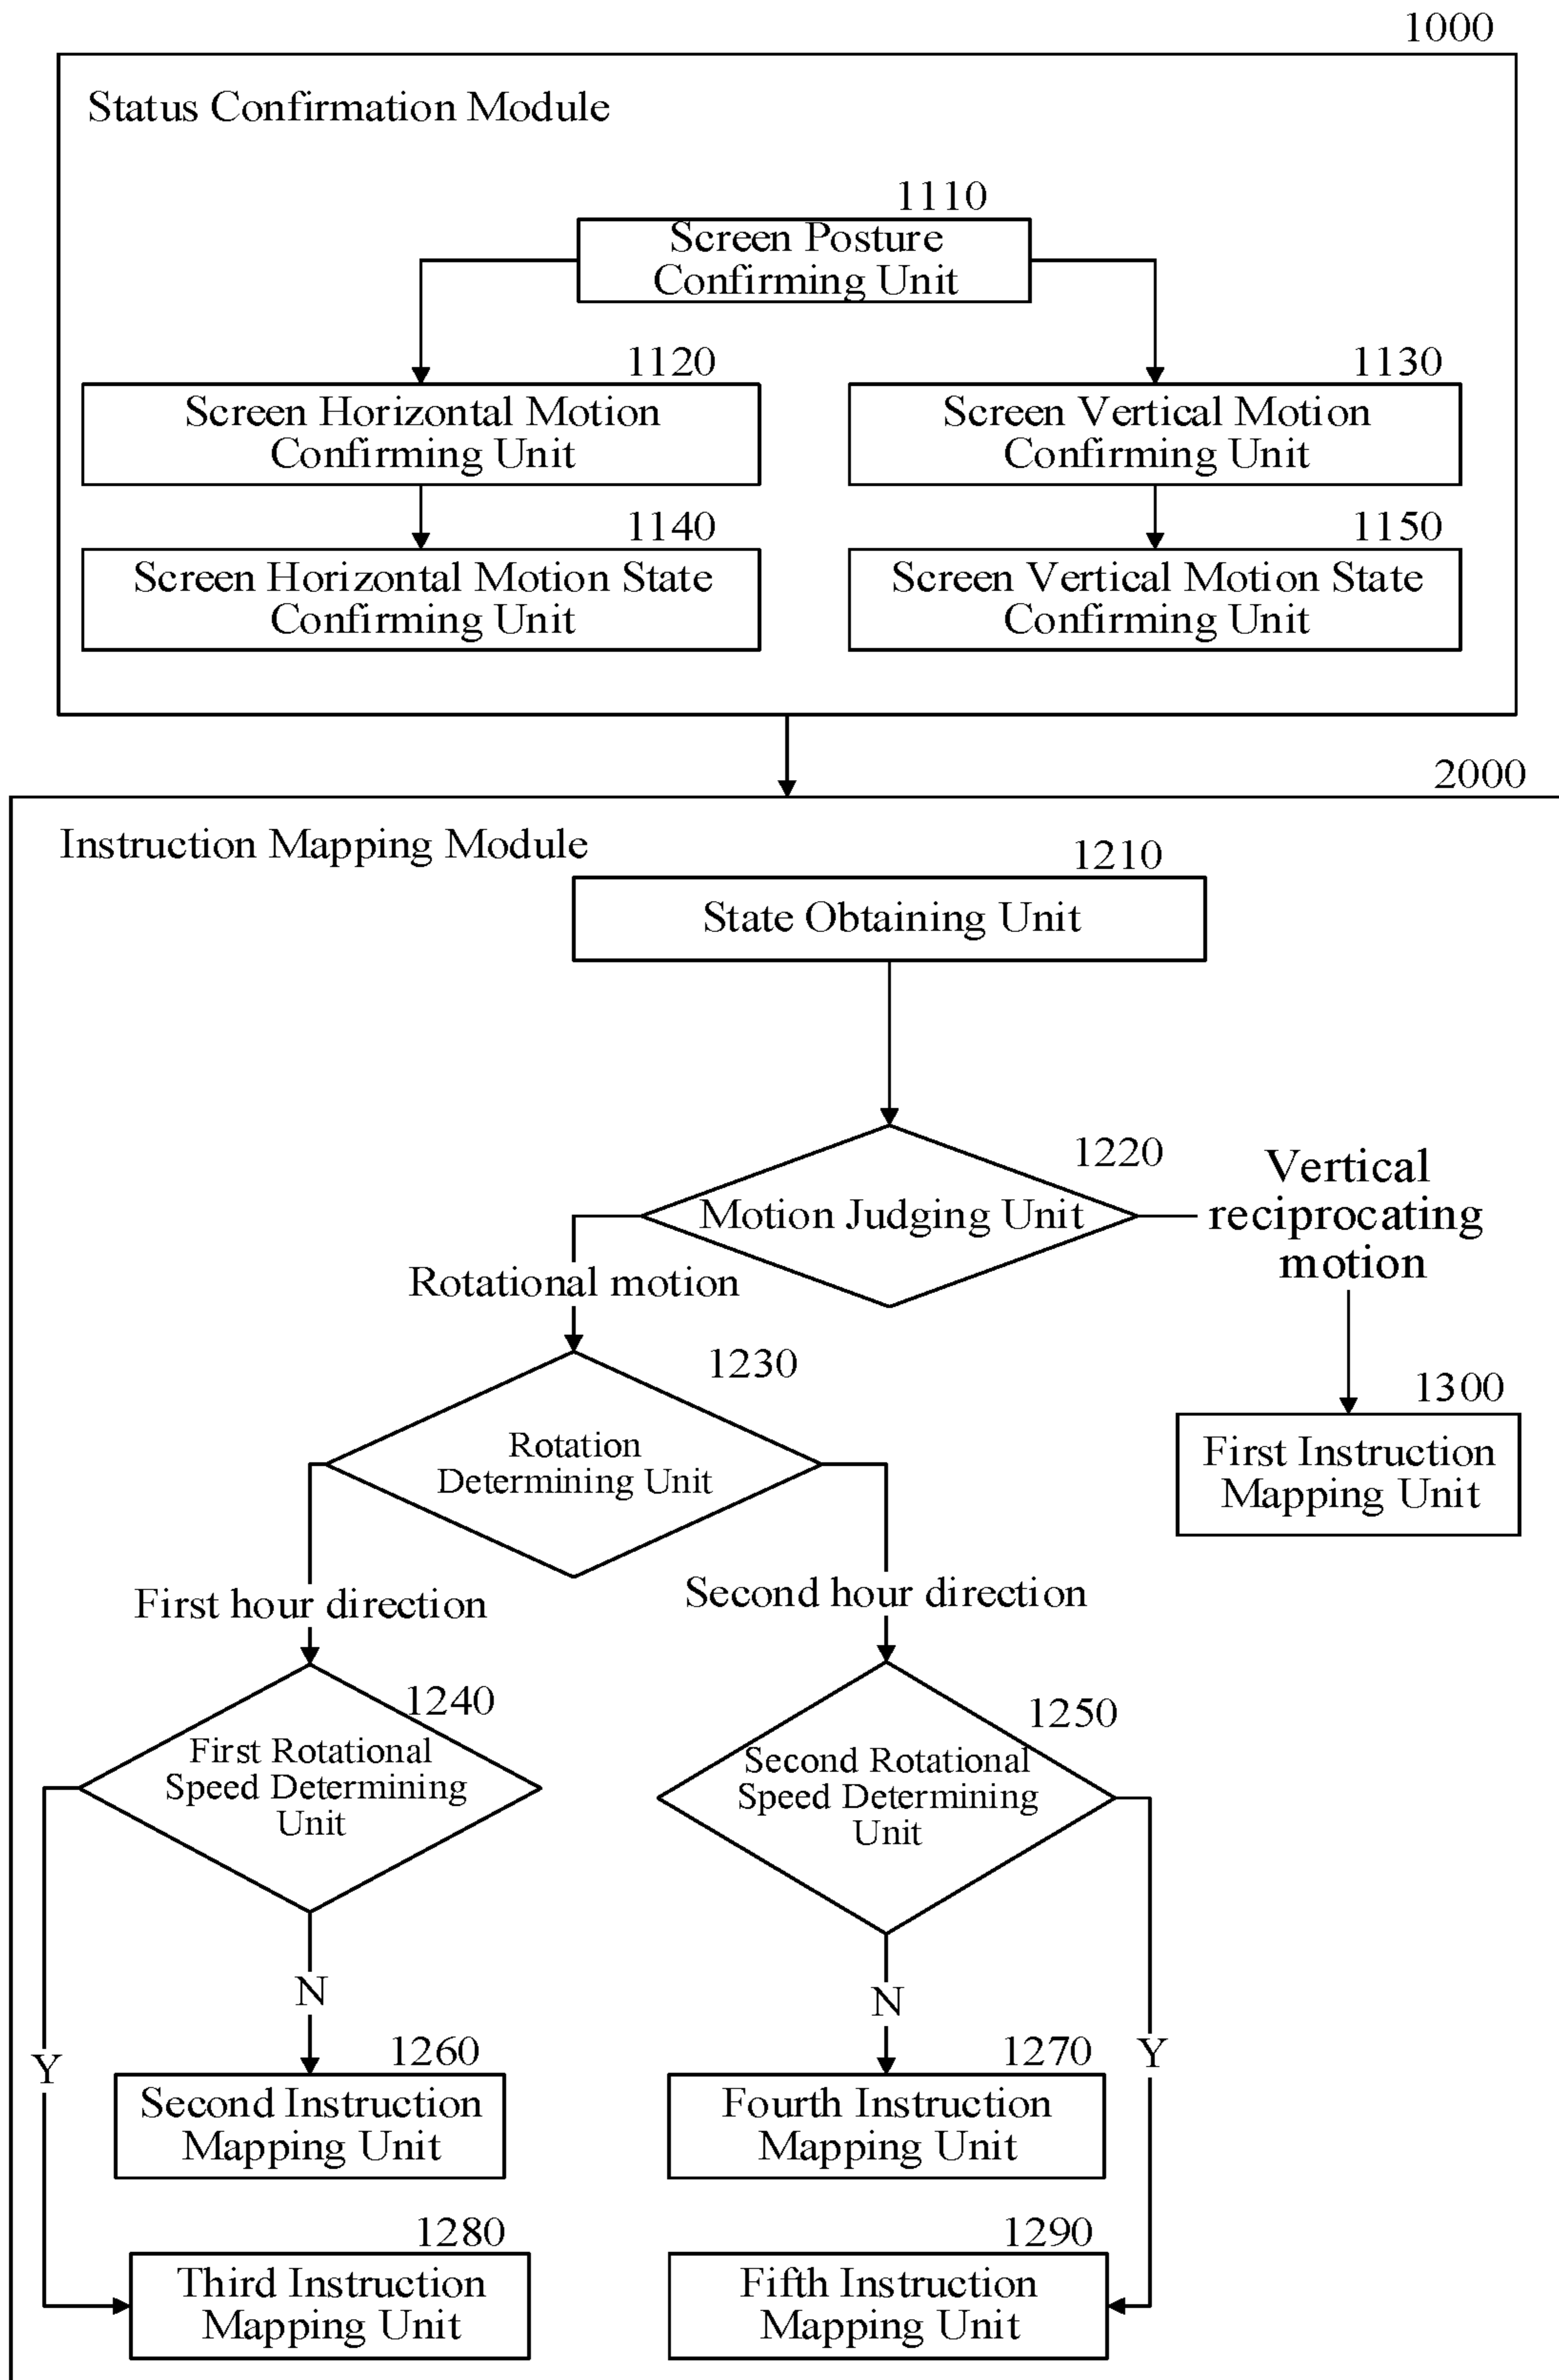 1000
Status Confirmation Module
1110
Screen Posture
Confirming Unit
1120
Screen Horizontal Motion
Confirming Unit
1130
Screen Vertical Motion
Confirming Unit
1140
Screen Horizontal Motion State
Confirming Unit
1150
Screen Vertical Motion State
Confirming Unit
2000
Instruction Mapping Module
1210
State Obtaining Unit
1220
Motion Judging Unit
Vertical
reciprocating
motion
Rotational motion
1230
Rotation
Determining Unit
1300
First Instruction
Mapping Unit
First hour direction
Second hour direction
1240
First Rotational
Speed Determining
Unit
1250
Second Rotational
Speed Determining
Unit
N
N
Y
Y
1260
Second Instruction
Mapping Unit
1270
Fourth Instruction
Mapping Unit
1280
Third Instruction
Mapping Unit
1290
Fifth Instruction
Mapping Unit